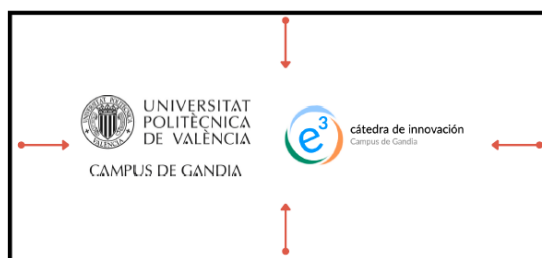 UNIVERSITAT
POLITÈCNICA
DE VALÈNCIA
CAMPUS DE GANDIA
e3
cátedra de innovación
Campus de Gandia